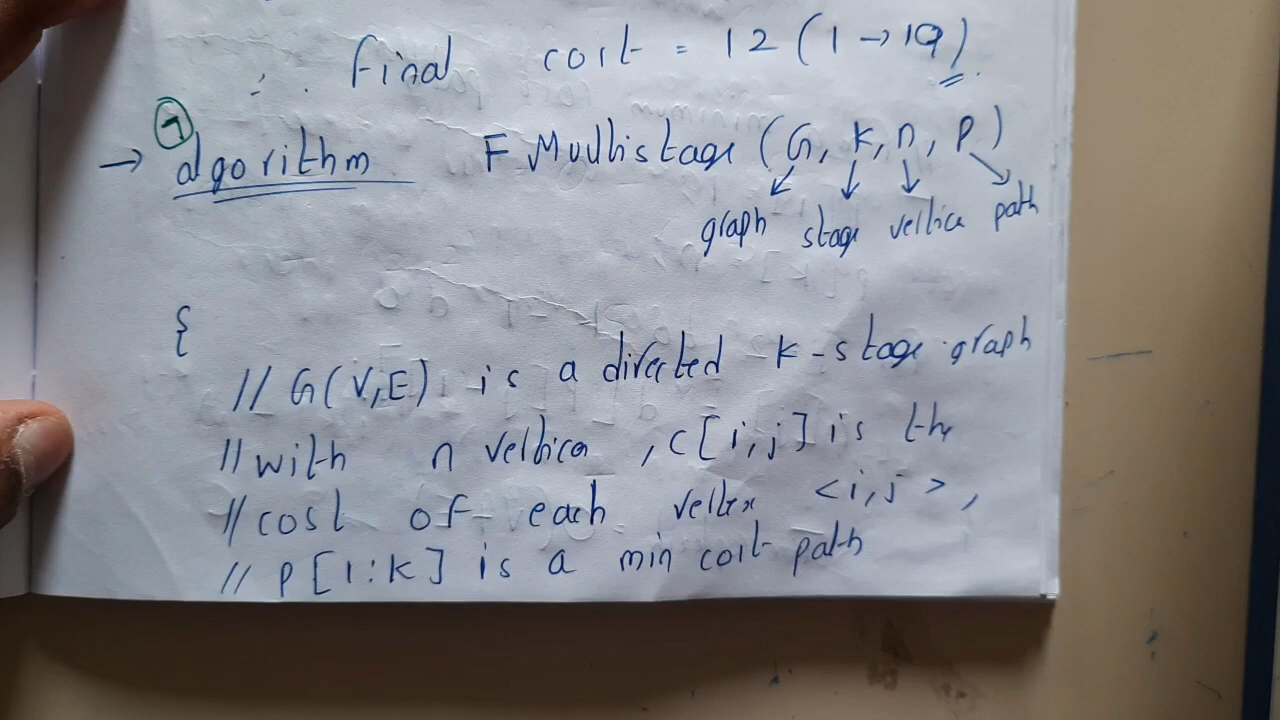 ∴ Final cost = 12 (1 → 19)
7
→ algorithm FMultistage (G, K, n, P)
graph stage vertice path
{
// G(V,E) is a directed k-stage graph
// with n vertices , c[i,j] is the
// cost of each vertex <i,j> ,
// P[1:K] is a min cost path